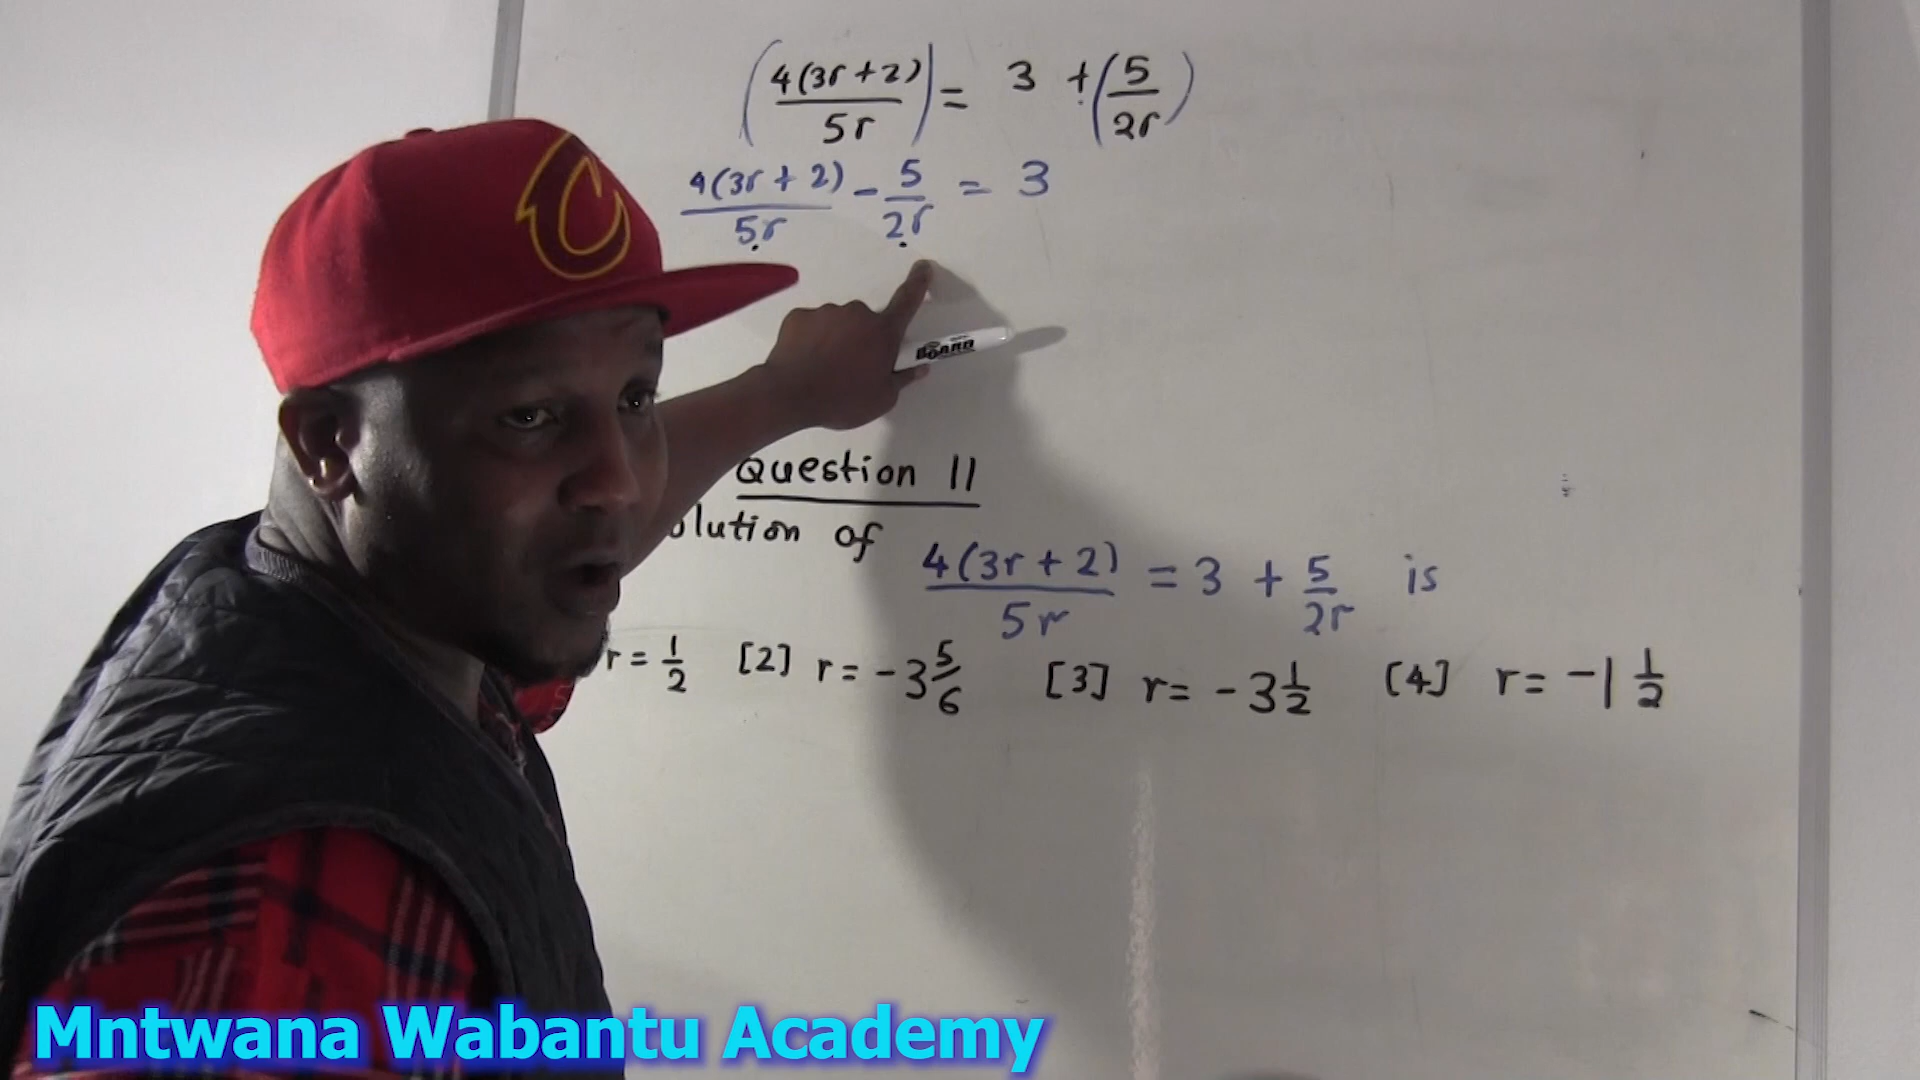 (4(3r+2)/5r) = 3 + (5/2r)
4(3r+2)/5r - 5/2r = 3
BOARD
Question 11
olution of 4(3r+2)/5r = 3 + 5/2r is
r = 1/2 [2] r = -3 5/6 [3] r = -3 1/2 [4] r = -1 1/2
Mntwana Wabantu Academy